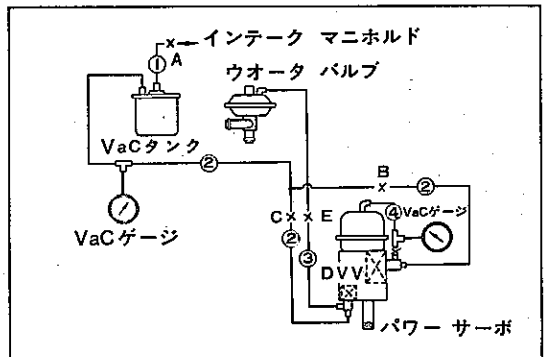 インテーク マニホルド
① A
ウオータ バルブ
VaCタンク
②
B
②
VaCゲージ
C E
④ VaCゲージ
②
③
DVV
パワー サーボ